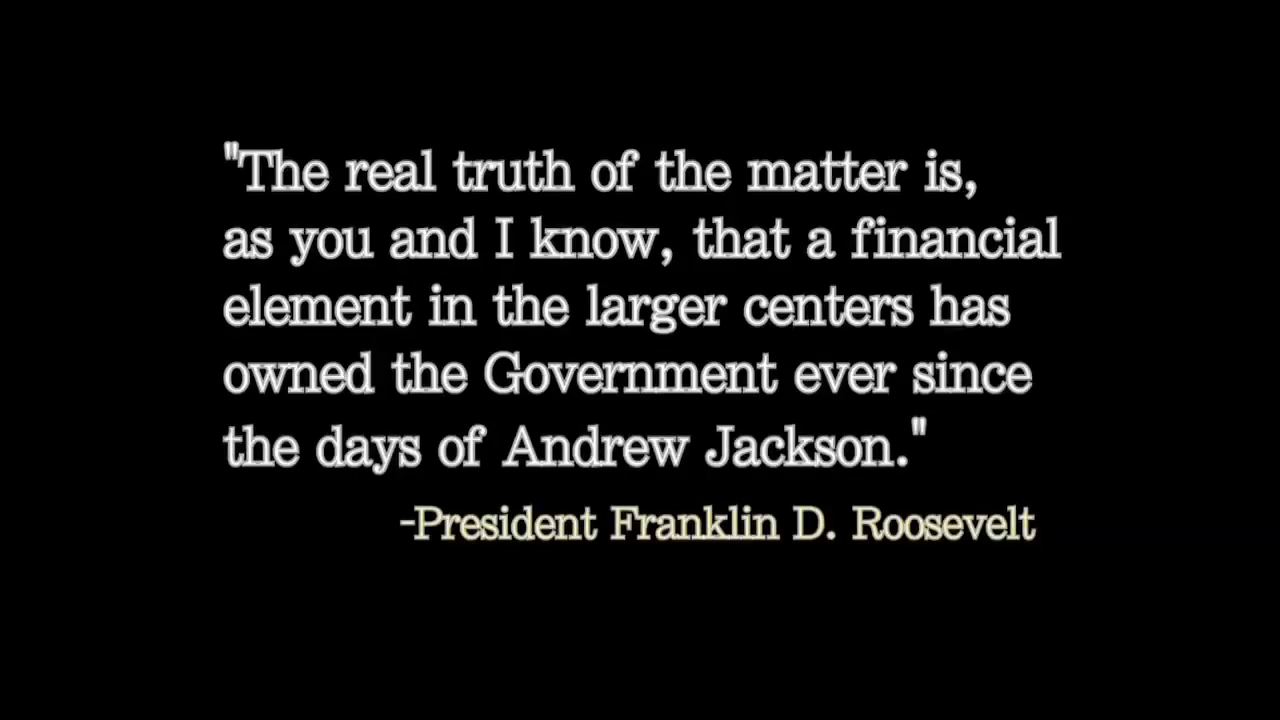 "The real truth of the matter is,
as you and I know, that a financial
element in the larger centers has
owned the Government ever since
the days of Andrew Jackson."
-President Franklin D. Roosevelt